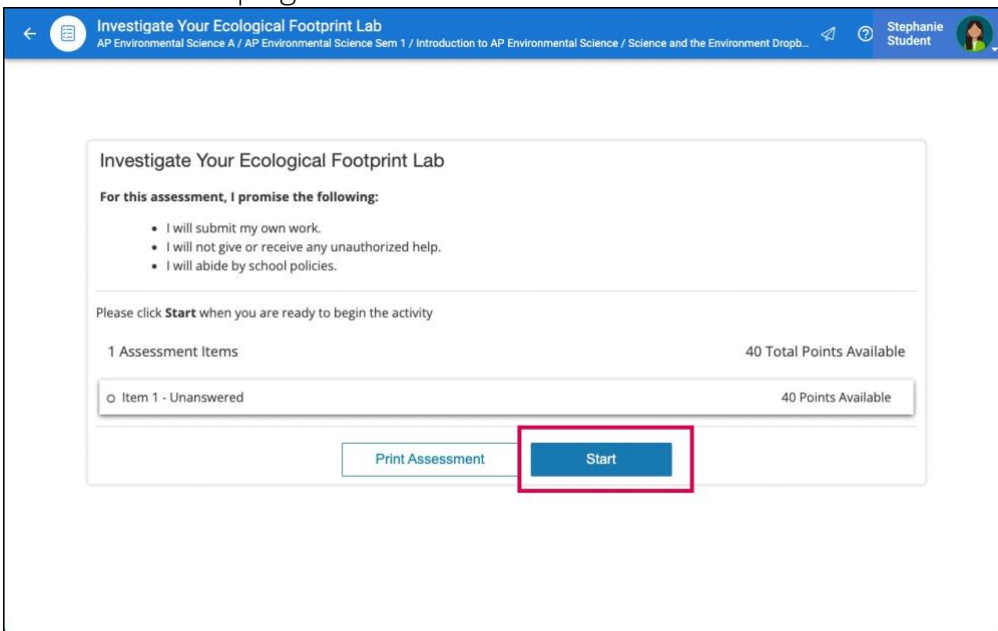 Investigate Your Ecological Footprint Lab
AP Environmental Science A / AP Environmental Science Sem 1 / Introduction to AP Environmental Science / Science and the Environment Dropb...
Stephanie
Student
Investigate Your Ecological Footprint Lab
For this assessment, I promise the following:
• I will submit my own work.
• I will not give or receive any unauthorized help.
• I will abide by school policies.
Please click Start when you are ready to begin the activity
1 Assessment Items 40 Total Points Available
Item 1 - Unanswered 40 Points Available
Print Assessment Start